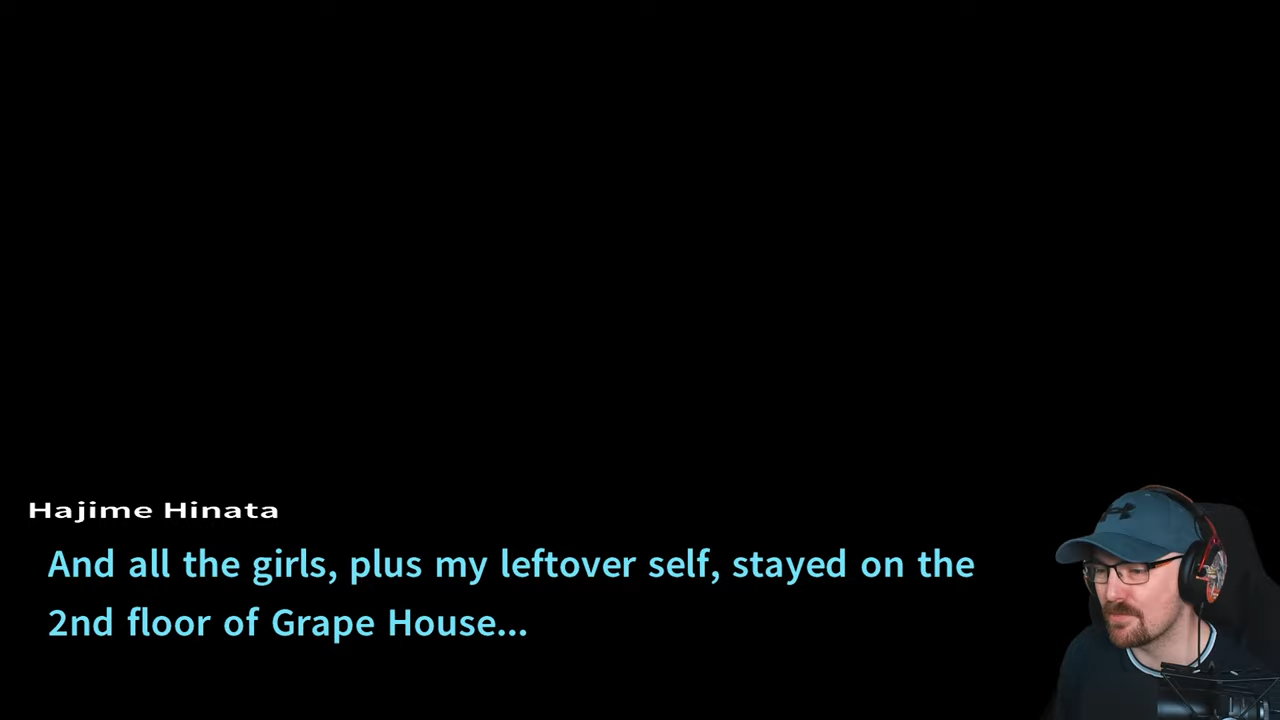 Hajime Hinata
And all the girls, plus my leftover self, stayed on the
2nd floor of Grape House...